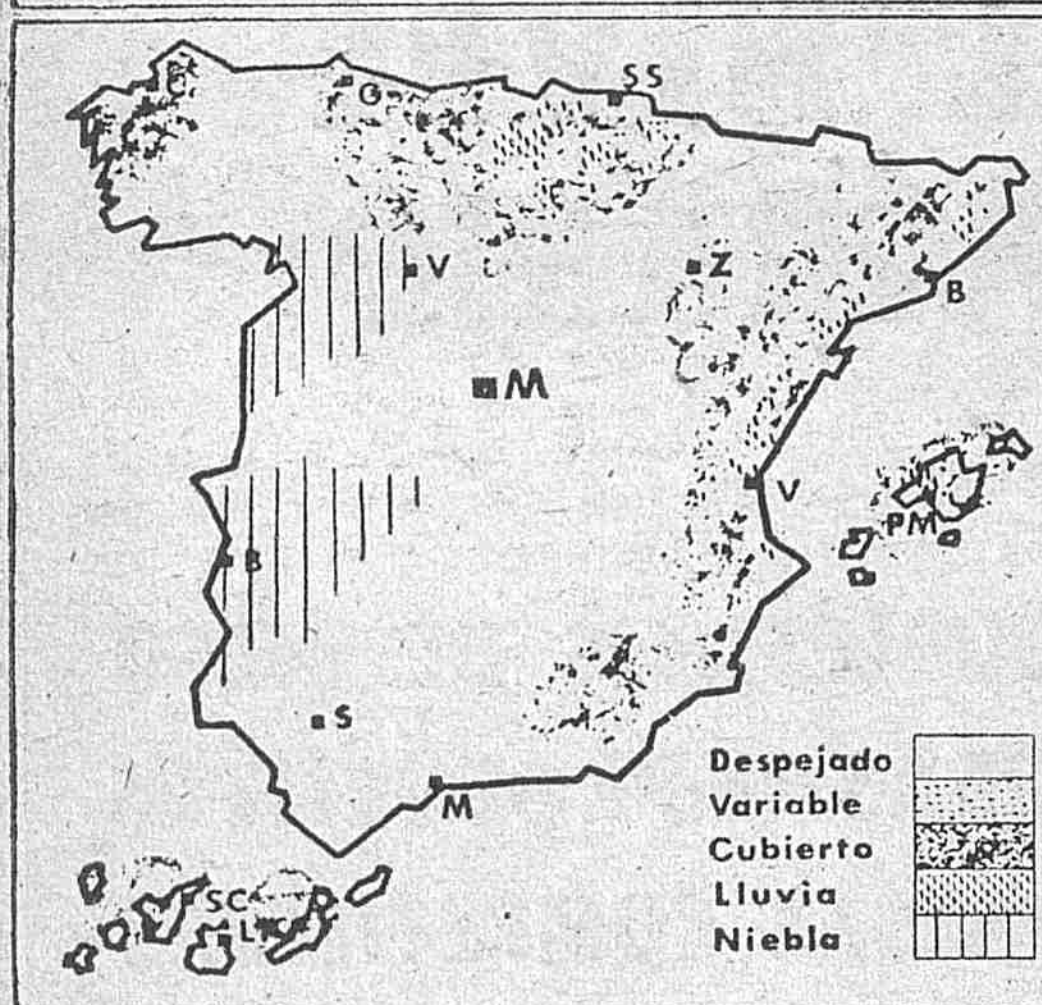 SS
O
V
Z
B
M
V
PM
B
S
M
SC
L
Despejado
Variable
Cubierto
Lluvia
Niebla